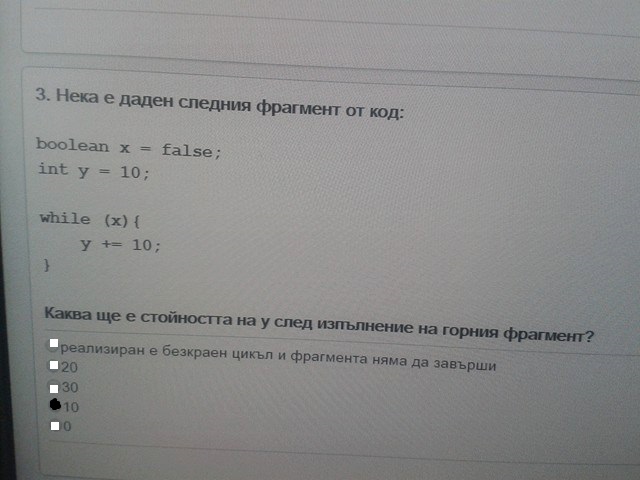 3. Нека е даден следния фрагмент от код:
boolean x = false;
int y = 10;
while (x){
y += 10;
}
Каква ще е стойността на y след изпълнение на горния фрагмент?
реализиран е безкраен цикъл и фрагмента няма да завърши
20
30
10
0